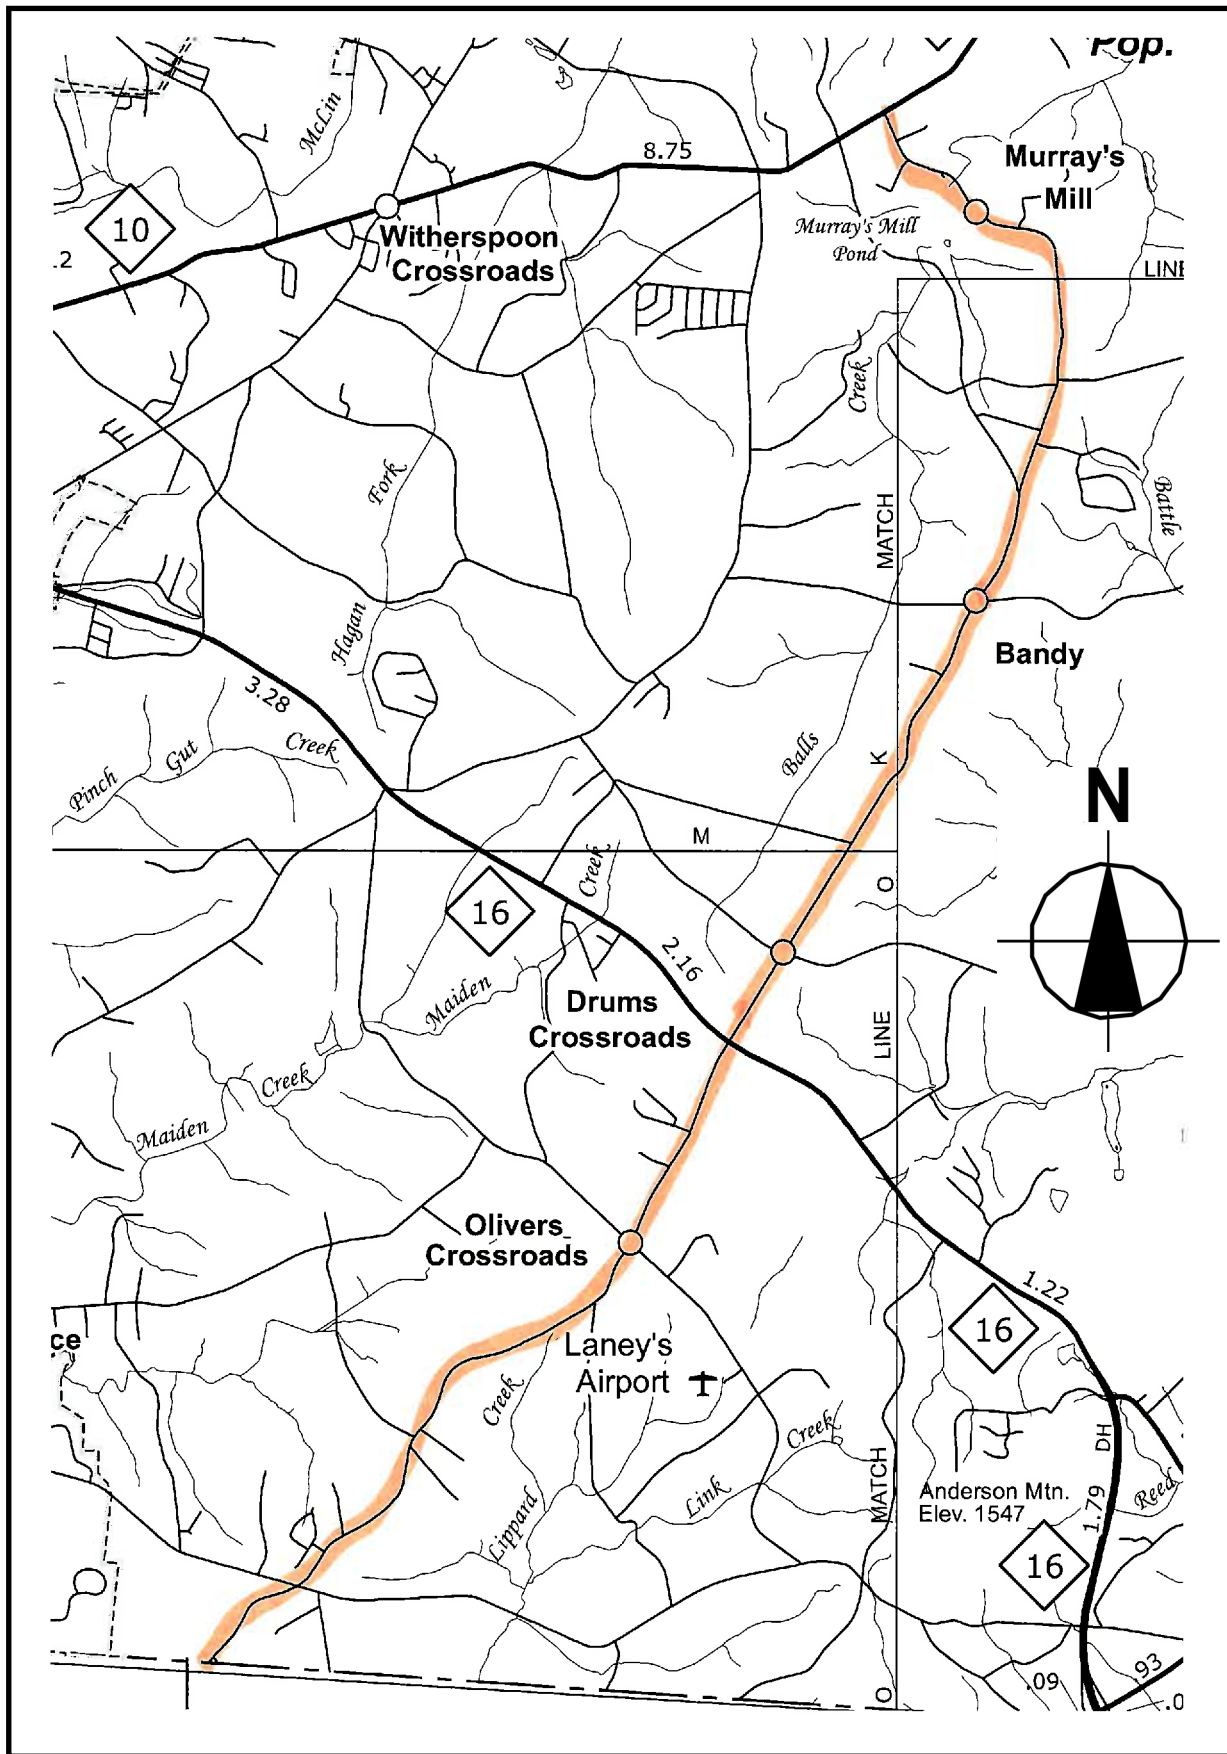 Pop.
McLin
8.75
Murray's
Mill
10
Witherspoon
Crossroads
Murray's Mill
Pond
.2
LINE
Creek
Fork
MATCH
Battle
Hagan
Bandy
3.28
Creek
Gut
Pinch
Balls
K
N
M
O
Creek
16
2.16
Maiden
Drums
Crossroads
LINE
Creek
Maiden
Olivers
Crossroads
1.22
16
ce
Laney's
Airport
Creek
Creek
DH
MATCH
Link
Anderson Mtn.
Elev. 1547
1.79
Reed
Lippard
16
.09
.93
.0
O